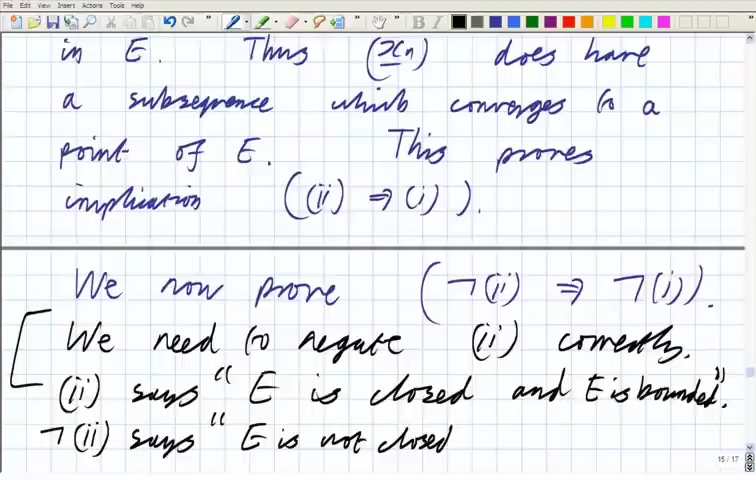 File Edit View Insert Actions Tools Help
in E. Thus (x_n) does have
a subsequence which converges to a
point of E. This proves
implication ((ii) ⇒ (i)).
We now prove (¬(ii) ⇒ ¬(i)).
We need to negate (ii) correctly.
(ii) says “E is closed and E is bounded”.
¬(ii) says “E is not closed
15 / 17